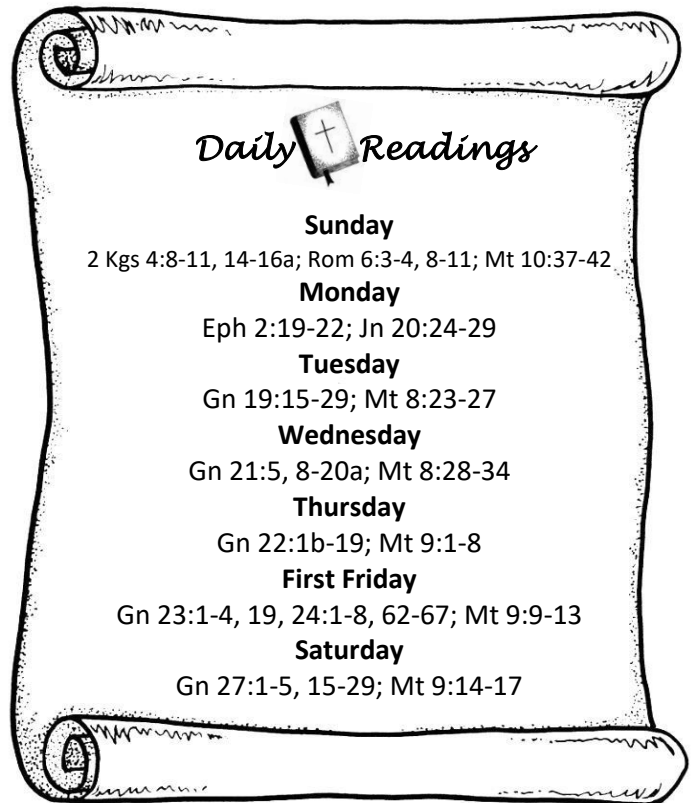 Daily Readings
Sunday
2 Kgs 4:8-11, 14-16a; Rom 6:3-4, 8-11; Mt 10:37-42
Monday
Eph 2:19-22; Jn 20:24-29
Tuesday
Gn 19:15-29; Mt 8:23-27
Wednesday
Gn 21:5, 8-20a; Mt 8:28-34
Thursday
Gn 22:1b-19; Mt 9:1-8
First Friday
Gn 23:1-4, 19, 24:1-8, 62-67; Mt 9:9-13
Saturday
Gn 27:1-5, 15-29; Mt 9:14-17